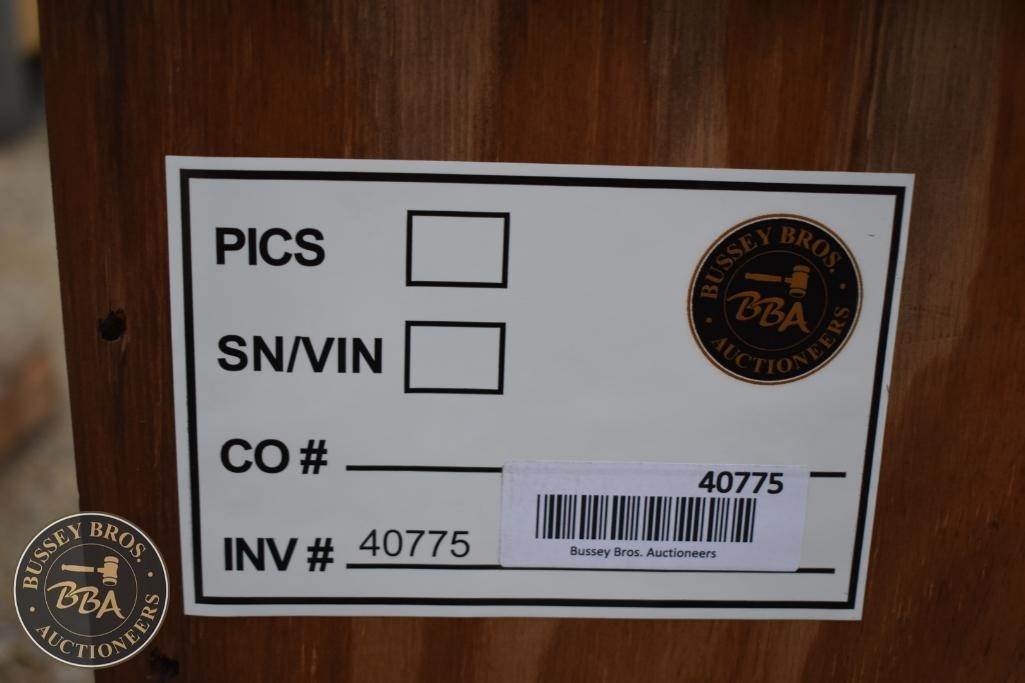 PICS
SN/VIN
BUSSEY BROS.
BBA
AUCTIONEERS
CO #
40775
Bussey Bros. Auctioneers
INV # 40775
BUSSEY BROS.
BBA
AUCTIONEERS